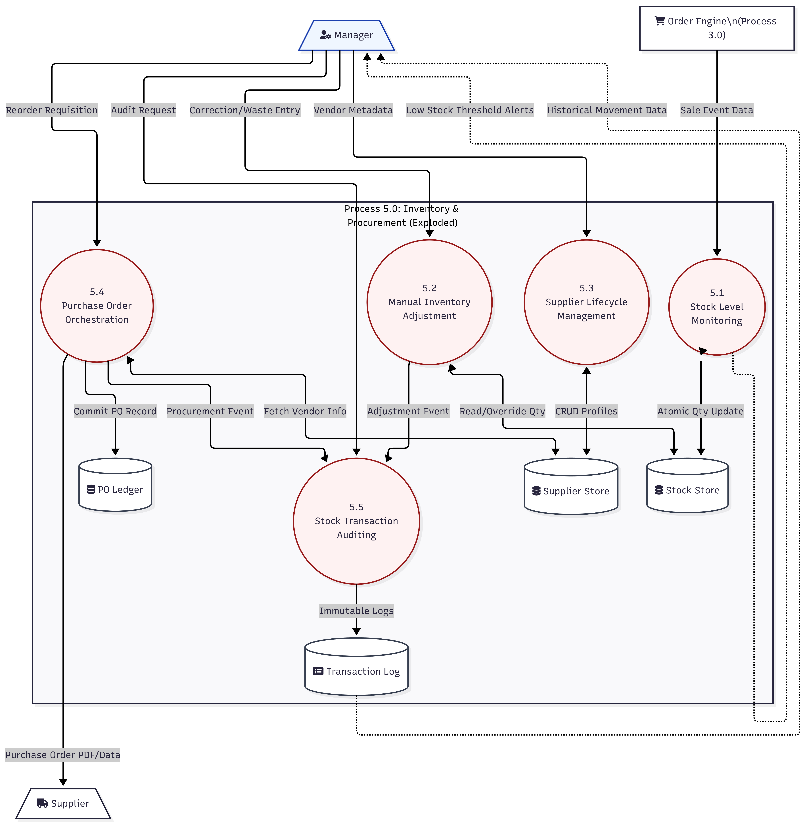 Manager
Order Engine\n(Process
3.0)
Reorder Requisition
Audit Request
Correction/Waste Entry
Vendor Metadata
Low Stock Threshold Alerts
Historical Movement Data
Sale Event Data
Process 5.0: Inventory &
Procurement (Exploded)
5.4
Purchase Order
Orchestration
5.2
Manual Inventory
Adjustment
5.3
Supplier Lifecycle
Management
5.1
Stock Level
Monitoring
Commit PO Record
Procurement Event
Fetch Vendor Info
Adjustment Event
Read/Override Qty
CRUD Profiles
Atomic Qty Update
PO Ledger
Supplier Store
Stock Store
5.5
Stock Transaction
Auditing
Immutable Logs
Transaction Log
Purchase Order PDF/Data
Supplier